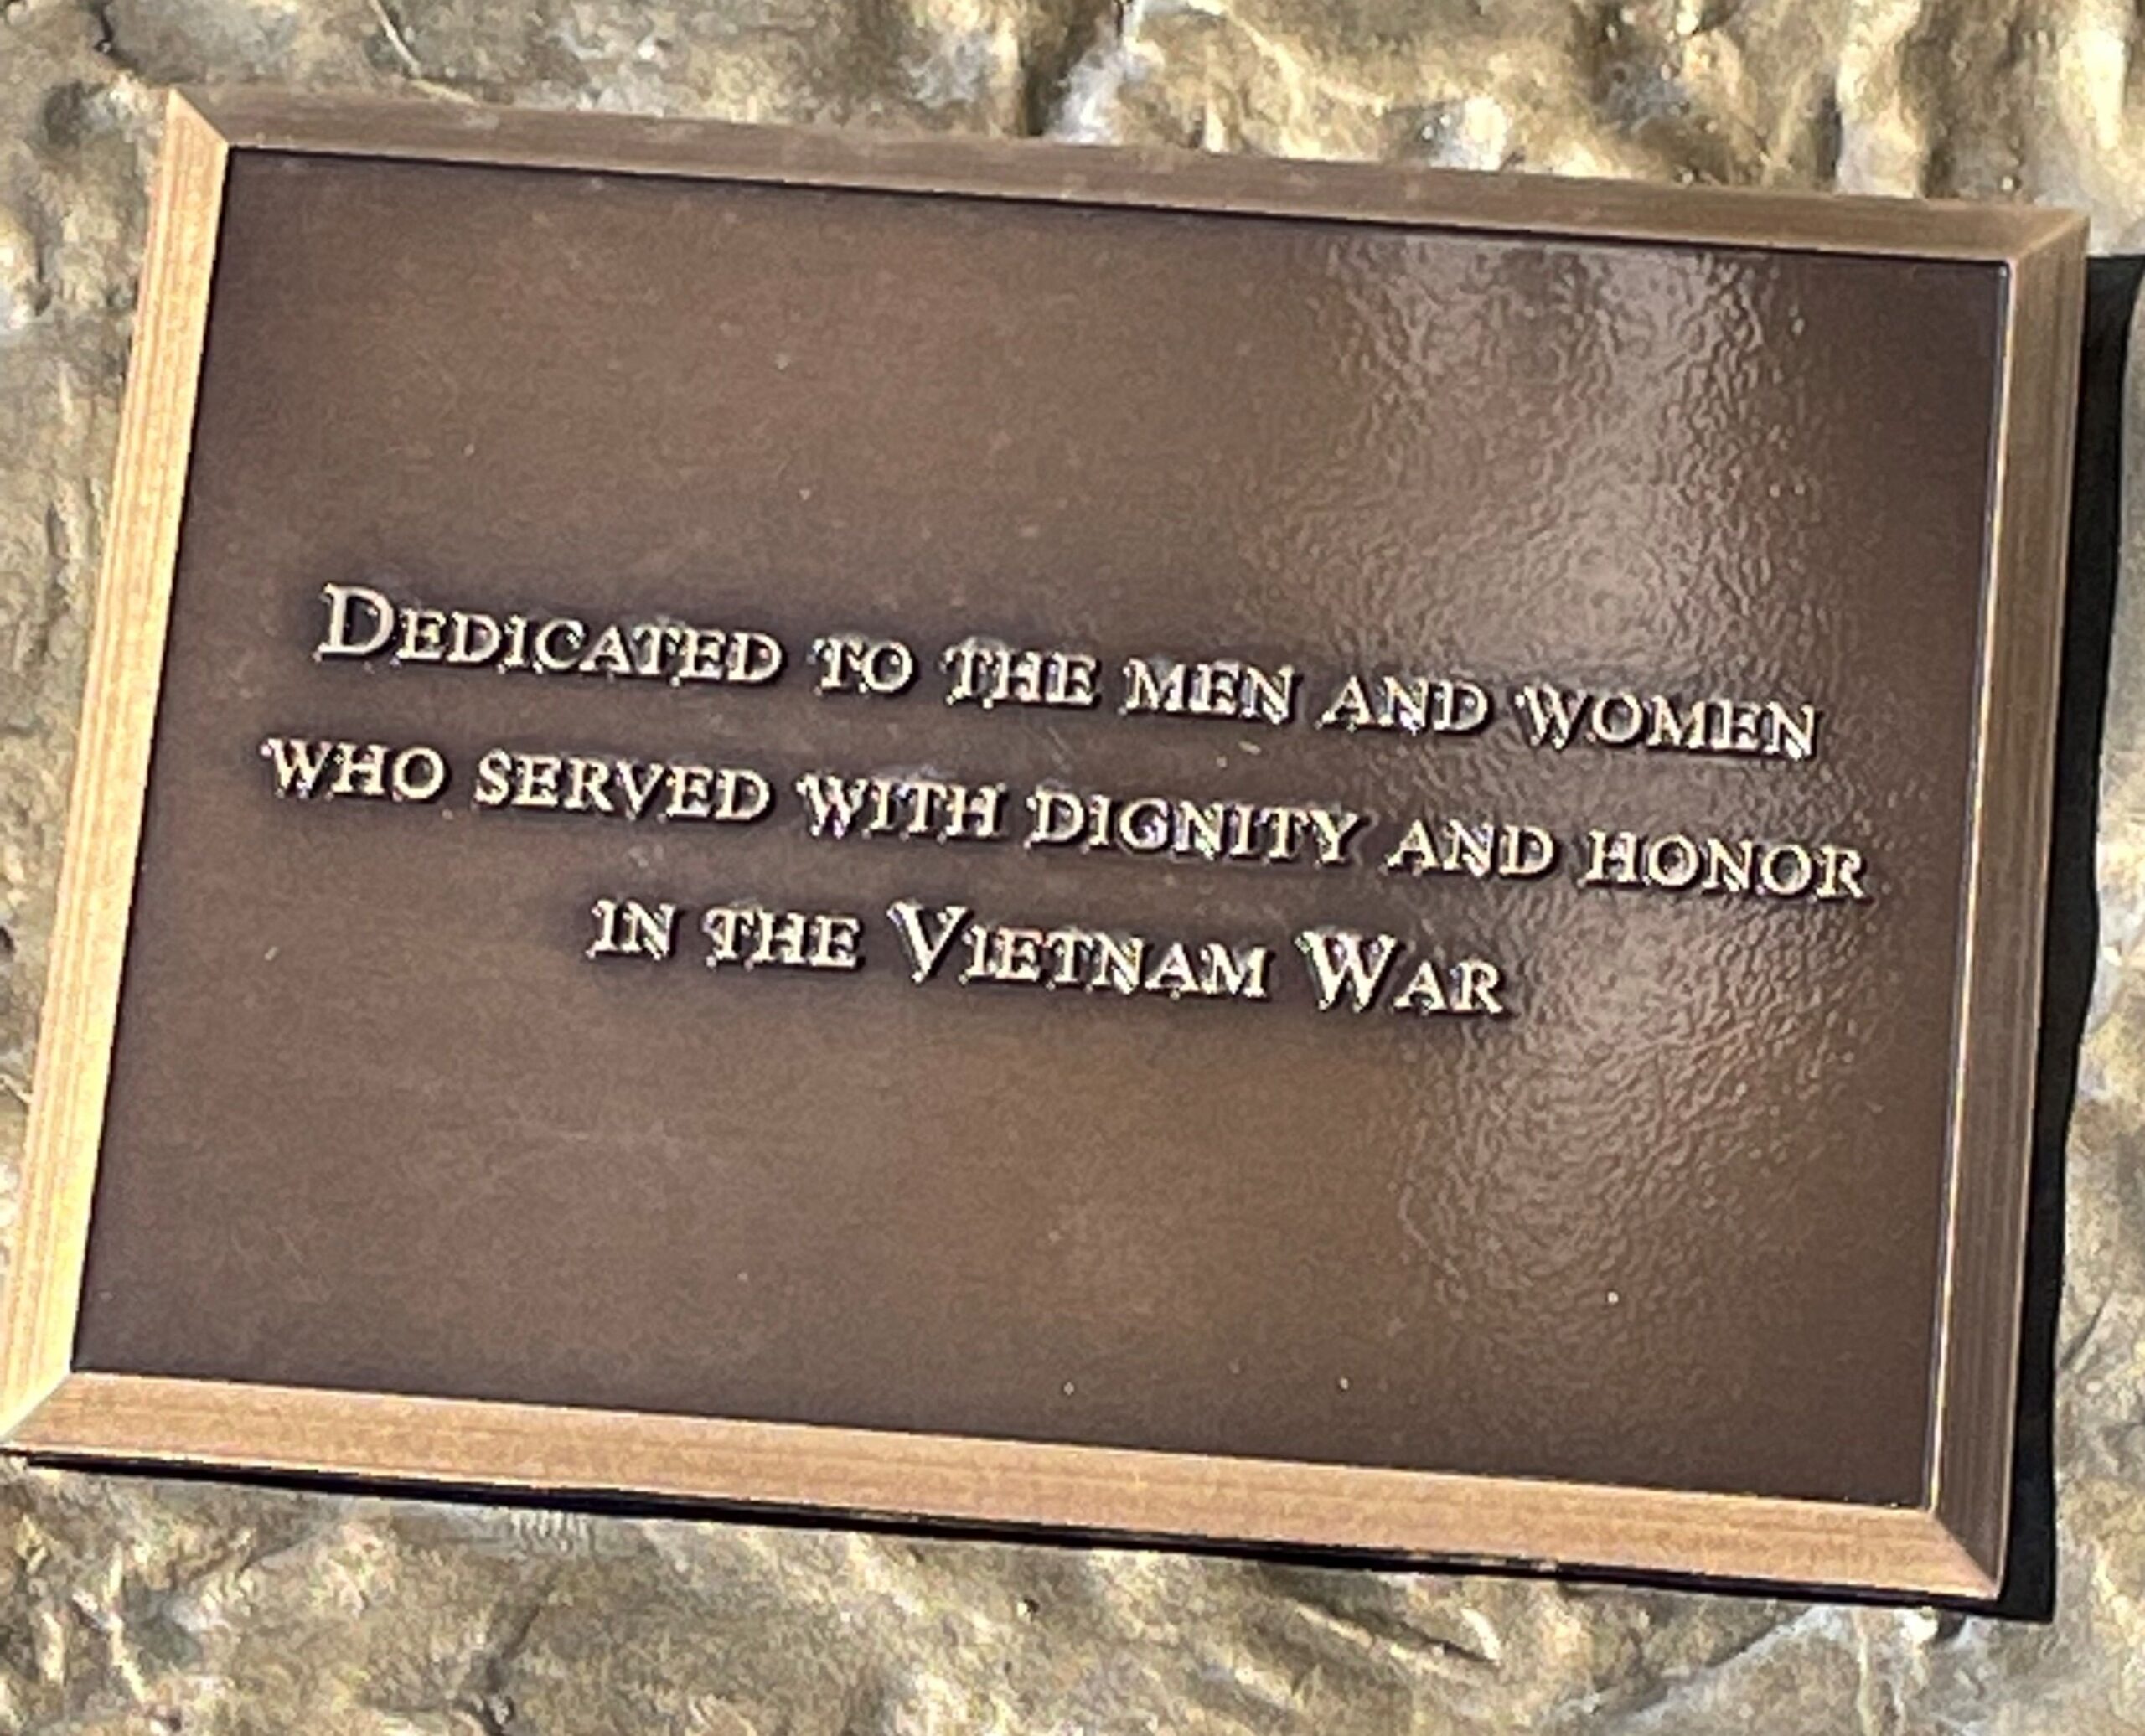 Dedicated to the men and women
who served with dignity and honor
in the Vietnam War